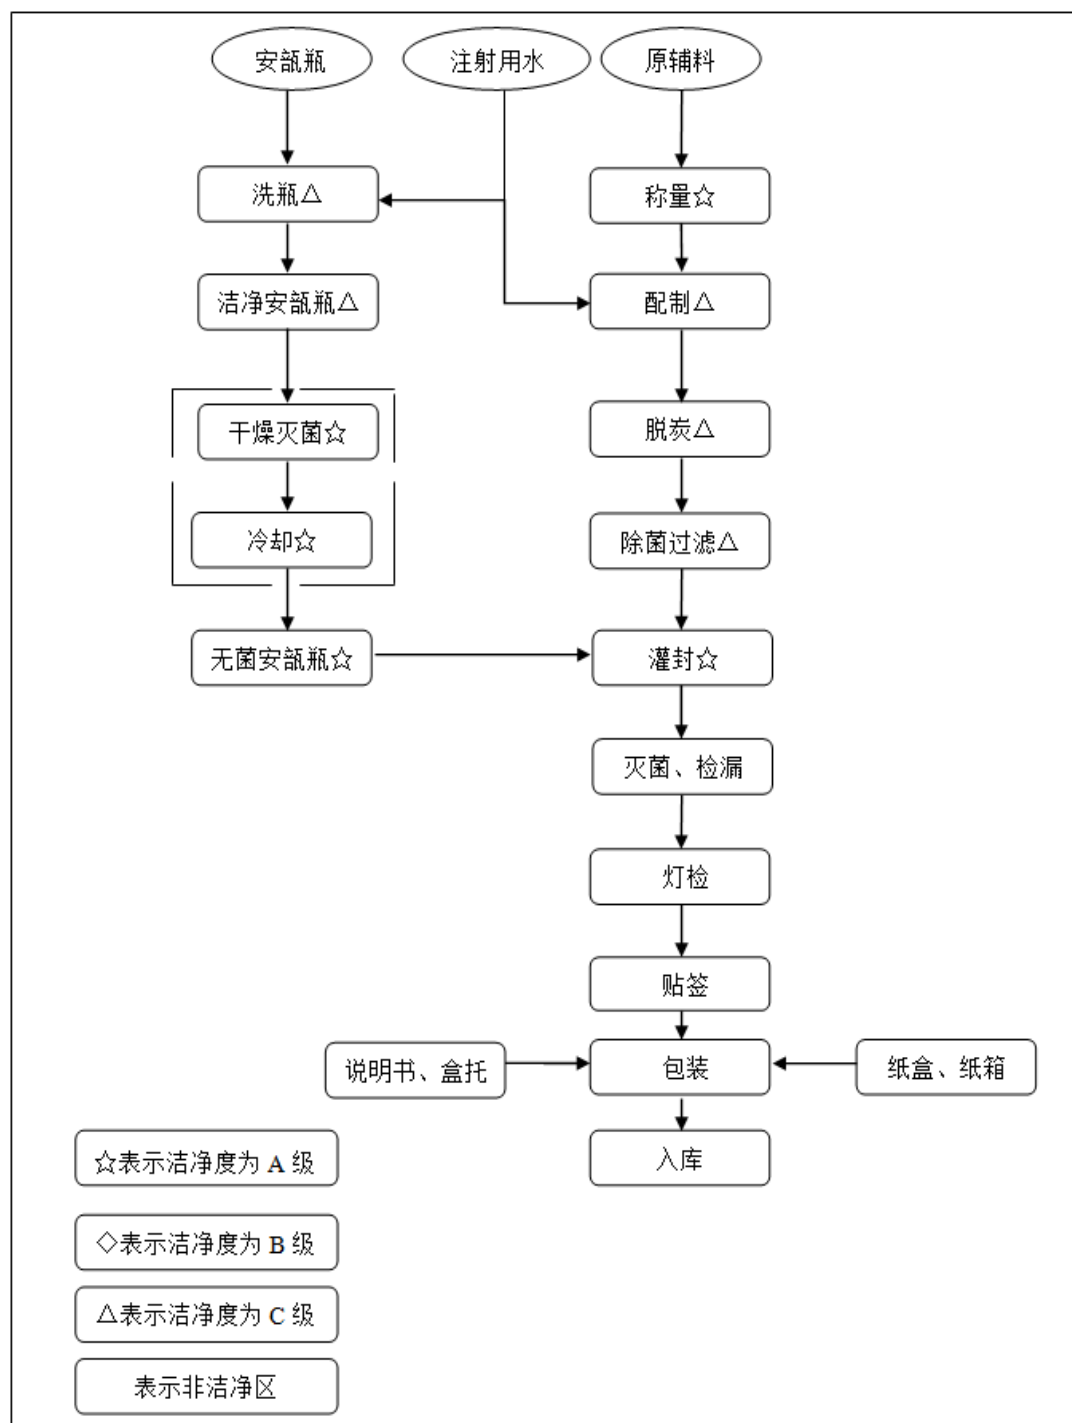 安瓿瓶
注射用水
原辅料
洗瓶△
称量☆
洁净安瓿瓶△
配制△
干燥灭菌☆
脱炭△
冷却☆
除菌过滤△
无菌安瓿瓶☆
灌封☆
灭菌、检漏
灯检
贴签
说明书、盒托
包装
纸盒、纸箱
入库
☆表示洁净度为 A 级
◇表示洁净度为 B 级
△表示洁净度为 C 级
表示非洁净区